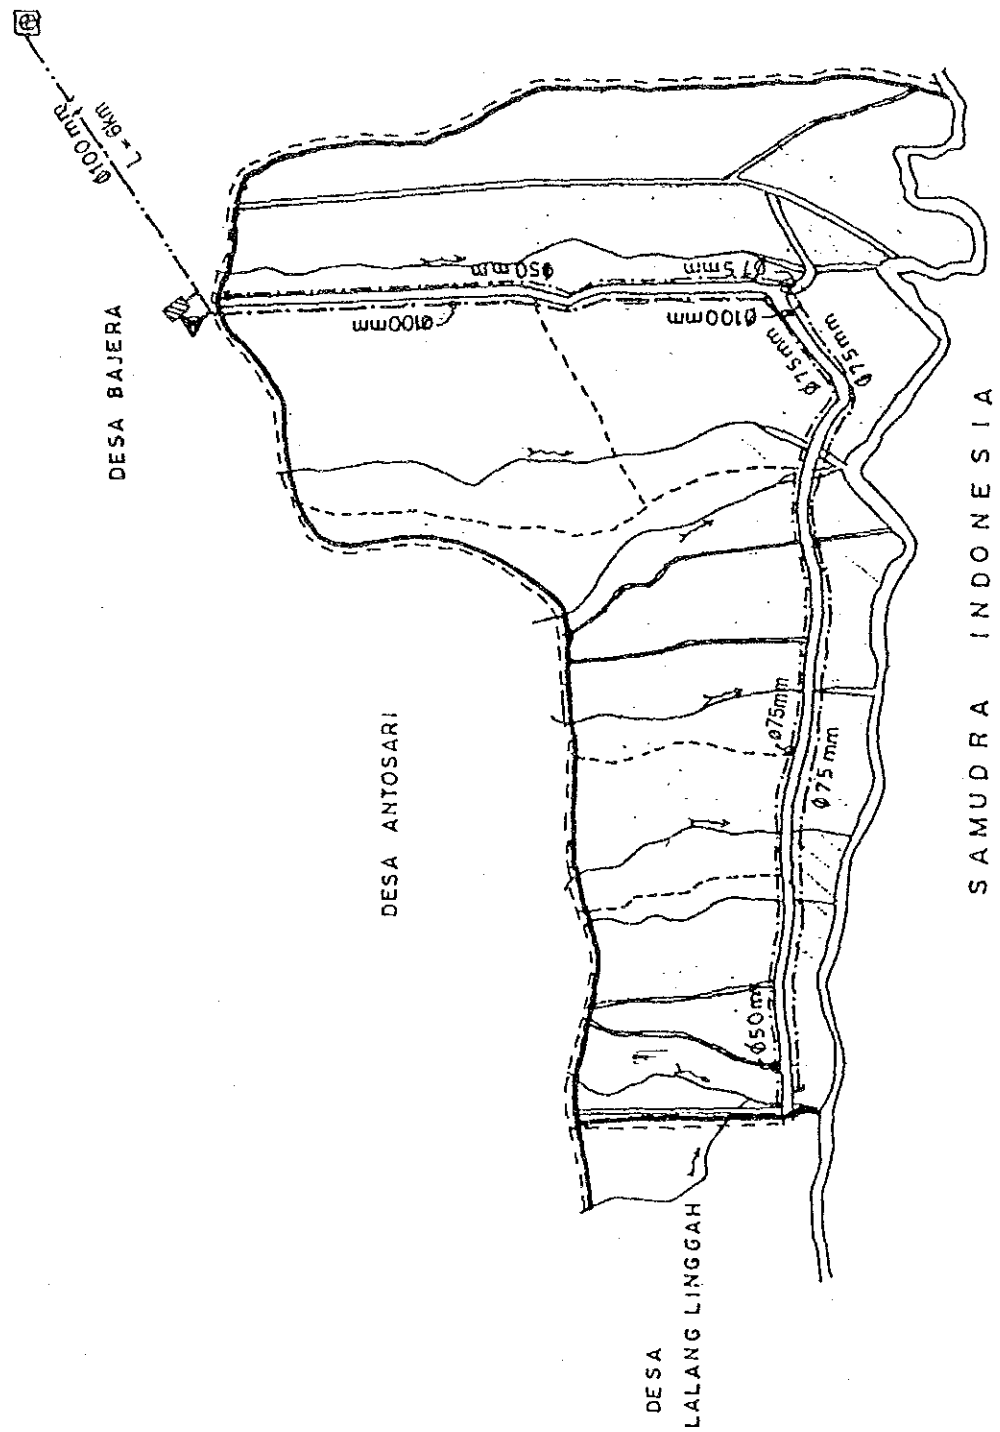 Ø100mm
L = 6km
DESA BAJERA
Ø50mm
Ø75mm
Ø100mm
Ø100mm
Ø75mm
Ø75mm
DESA ANTOSARI
Ø75mm
Ø75mm
Ø50m
DESA
LALANG LINGGAH
SAMUDRA INDONESIA